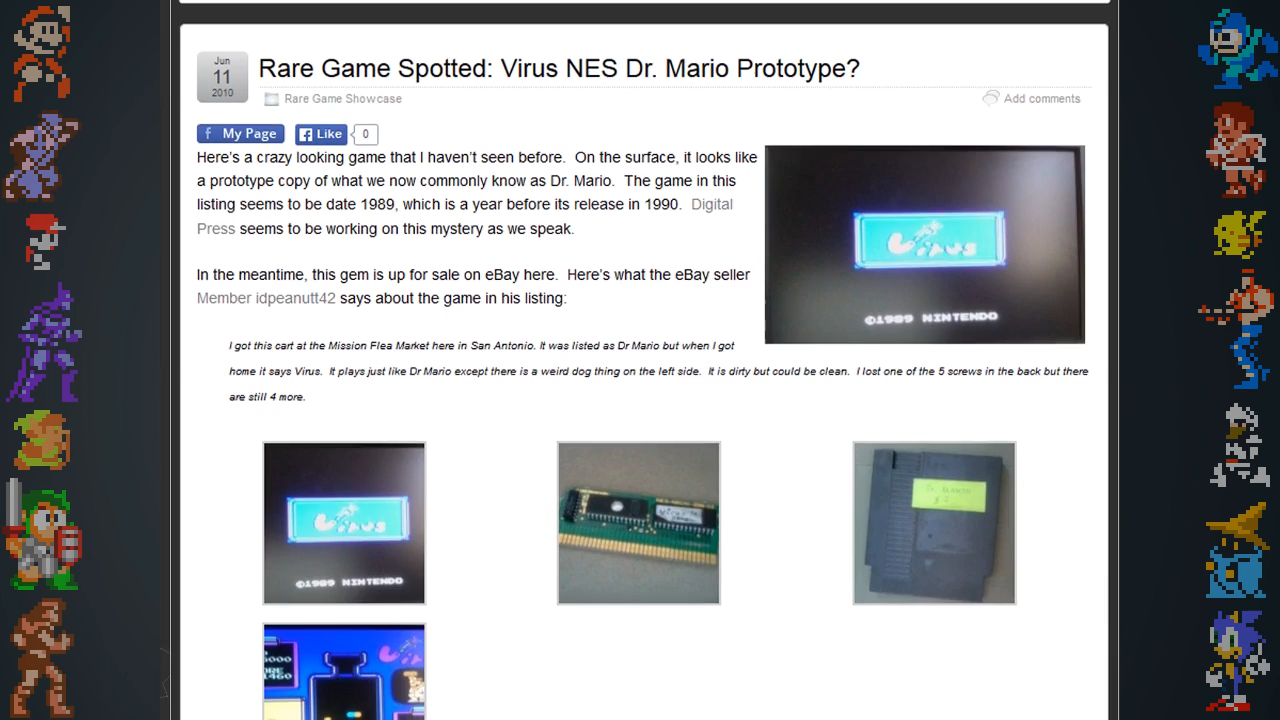 Jun
11
2010
Rare Game Spotted: Virus NES Dr. Mario Prototype?
Rare Game Showcase
Add comments
My Page
Like
0
Here's a crazy looking game that I haven't seen before. On the surface, it looks like
a prototype copy of what we now commonly know as Dr. Mario. The game in this
listing seems to be date 1989, which is a year before its release in 1990. Digital
Press seems to be working on this mystery as we speak.
In the meantime, this gem is up for sale on eBay here. Here's what the eBay seller
Member idpeanutt42 says about the game in his listing:
Virus
©1989 NINTENDO
I got this cart at the Mission Flea Market here in San Antonio. It was listed as Dr Mario but when I got
home it says Virus. It plays just like Dr Mario except there is a weird dog thing on the left side. It is dirty but could be clean. I lost one of the 5 screws in the back but there
are still 4 more.
Virus
©1989 NINTENDO